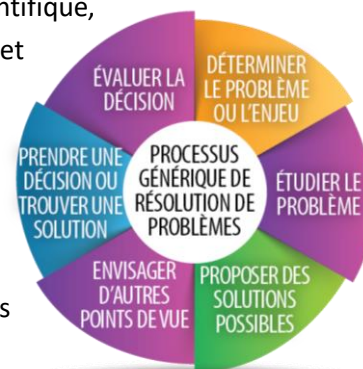 ntifique,
et
s
PROCESSUS
GÉNÉRIQUE DE
RÉSOLUTION DE
PROBLÈMES
DÉTERMINER
LE PROBLÈME
OU L'ENJEU
ÉTUDIER LE
PROBLÈME
PROPOSER DES
SOLUTIONS
POSSIBLES
ENVISAGER
D'AUTRES
POINTS DE VUE
PRENDRE UNE
DÉCISION OU
TROUVER UNE
SOLUTION
ÉVALUER LA
DÉCISION